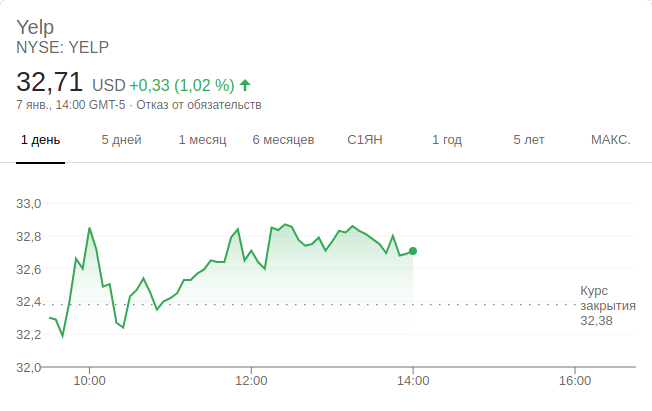 Yelp
NYSE: YELP
32,71 USD +0,33 (1,02 %)
7 янв., 14:00 GMT-5 · Отказ от обязательств
1 день 5 дней 1 месяц 6 месяцев С1ЯН 1 год 5 лет МАКС.
33,0
32,8
32,6
32,4
32,2
32,0
Курс
закрытия
32,38
10:00 12:00 14:00 16:00